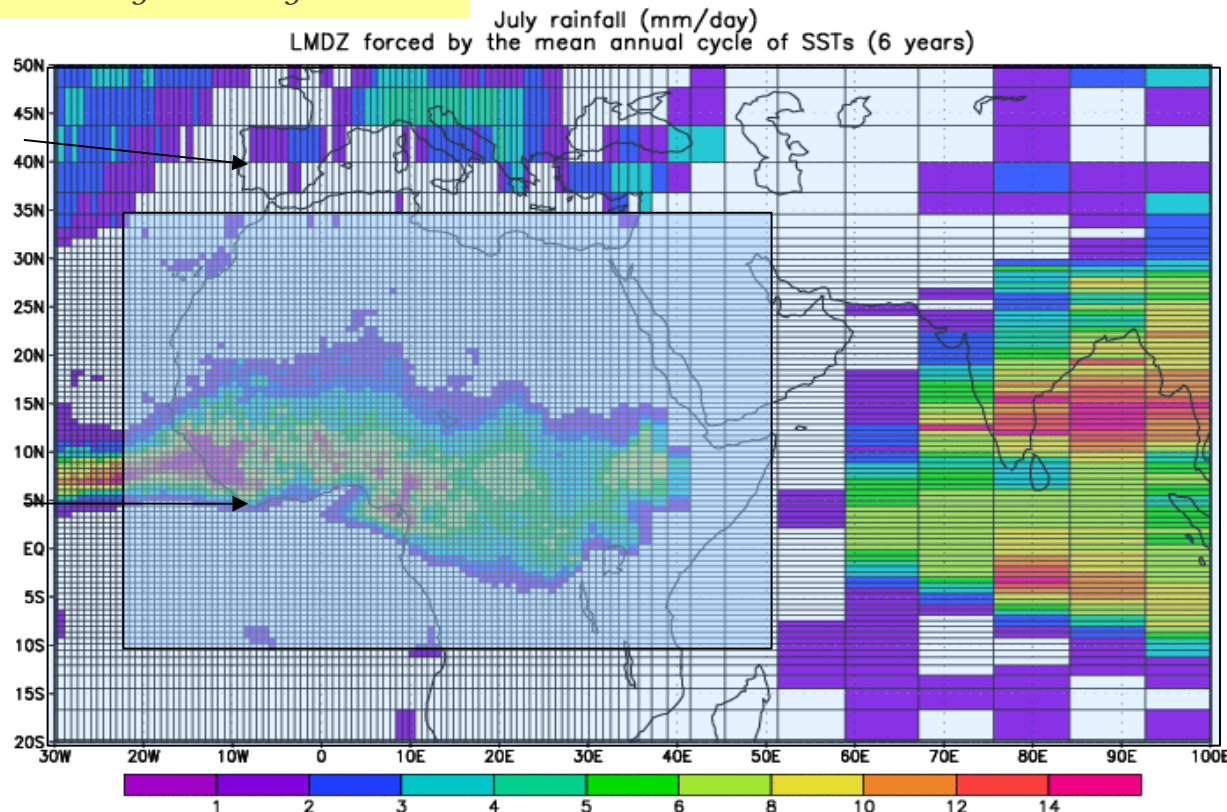 July rainfall (mm/day)
LMDZ forced by the mean annual cycle of SSTs (6 years)
50N
45N
40N
35N
30N
25N
20N
15N
10N
5N
EQ
5S
10S
15S
20S
30W 20W 10W 0 10E 20E 30E 40E 50E 60E 70E 80E 90E 100E
1 2 3 4 5 6 8 10 12 14